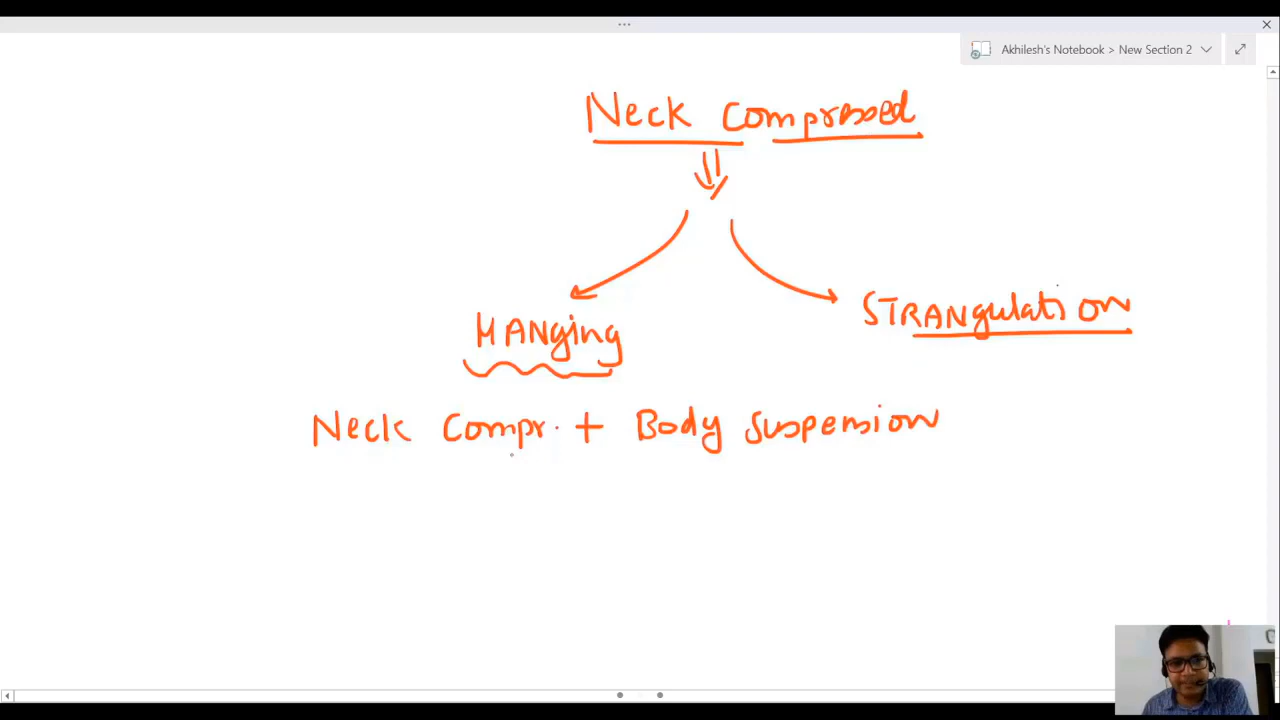 Akhilesh's Notebook > New Section 2
Neck compressed
HANging
STRANgulation
Neck Compr. + Body suspension